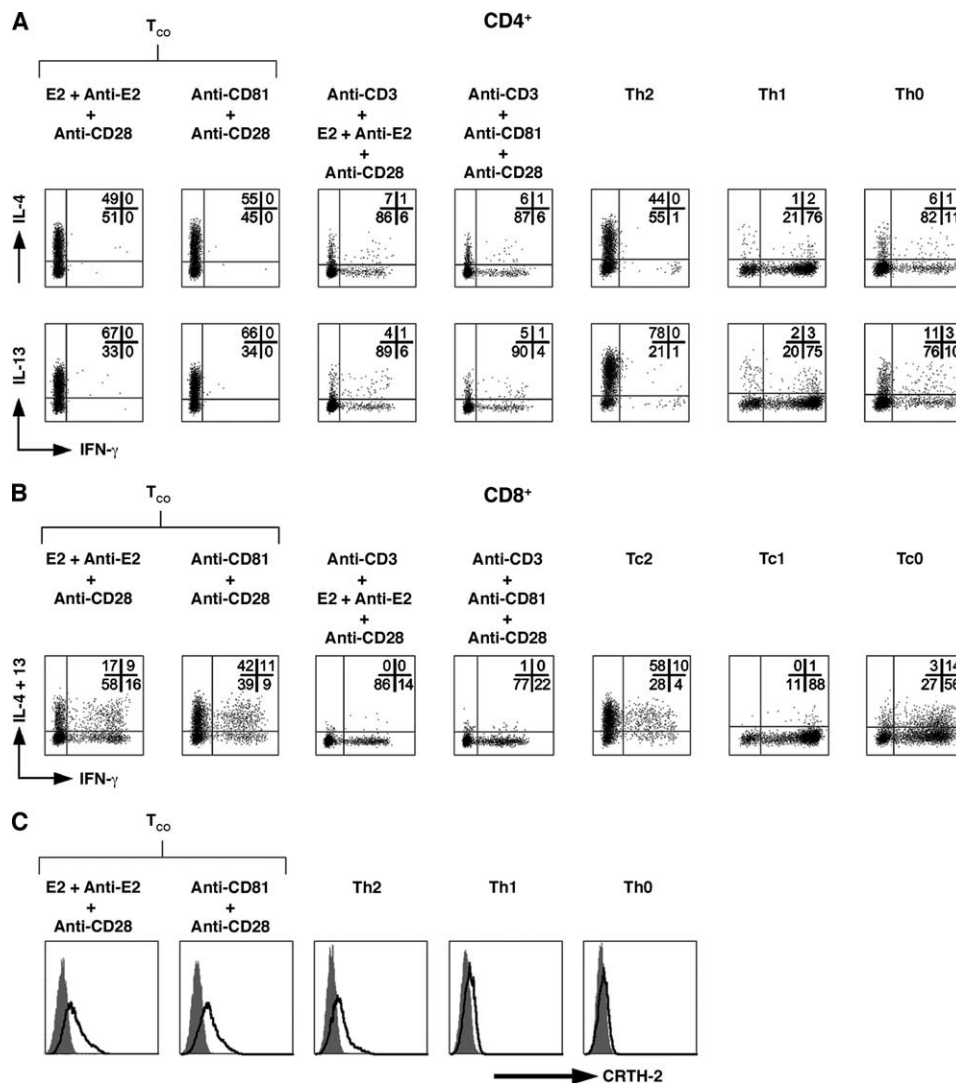 A
T_CO
CD4+
E2 + Anti-E2
+
Anti-CD28
Anti-CD81
+
Anti-CD28
Anti-CD3
+
E2 + Anti-E2
+
Anti-CD28
Anti-CD3
+
Anti-CD81
+
Anti-CD28
Th2
Th1
Th0
IL-4
49 0
51 0
55 0
45 0
7 1
86 6
6 1
87 6
44 0
55 1
1 2
21 76
6 1
82 11
IL-13
67 0
33 0
66 0
34 0
4 1
89 6
5 1
90 4
78 0
21 1
2 3
20 75
11 3
76 10
IFN-γ
B
T_CO
CD8+
E2 + Anti-E2
+
Anti-CD28
Anti-CD81
+
Anti-CD28
Anti-CD3
+
E2 + Anti-E2
+
Anti-CD28
Anti-CD3
+
Anti-CD81
+
Anti-CD28
Tc2
Tc1
Tc0
IL-4 + 13
17 9
58 16
42 11
39 9
0 0
86 14
1 0
77 22
58 10
28 4
0 1
11 88
3 14
27 56
IFN-γ
C
T_CO
E2 + Anti-E2
+
Anti-CD28
Anti-CD81
+
Anti-CD28
Th2
Th1
Th0
CRTH-2